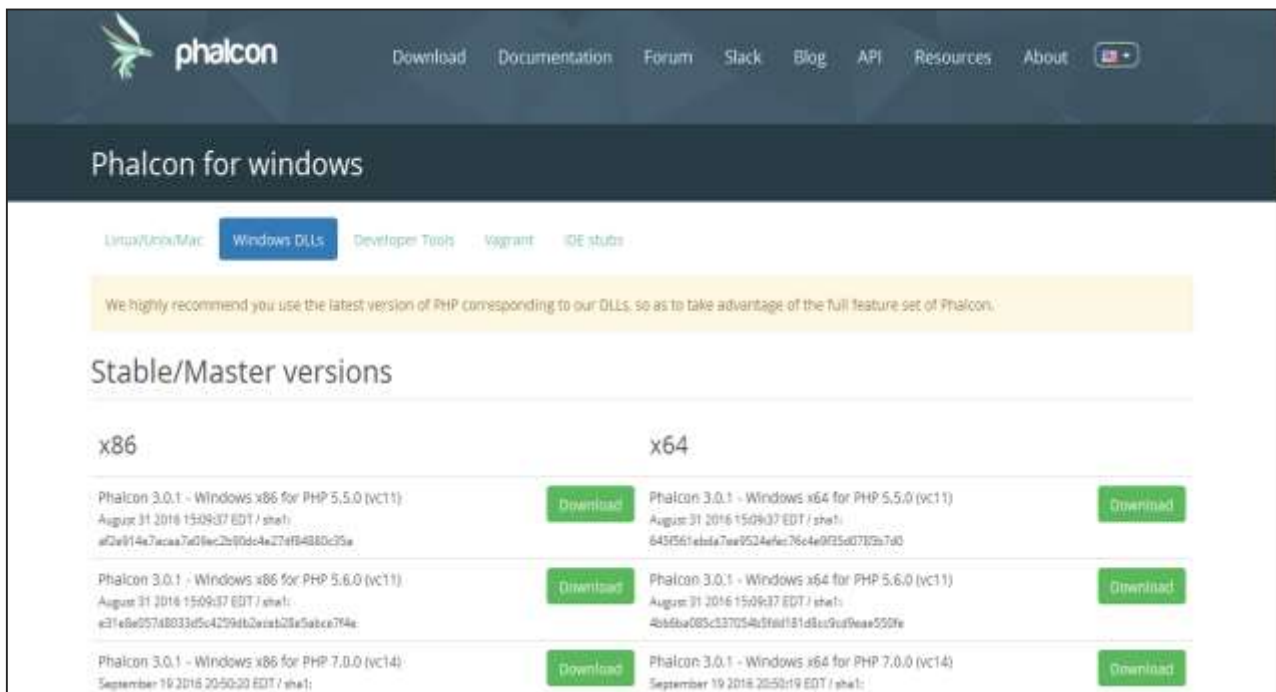 phalcon
Download Documentation Forum Slack Blog API Resources About
Phalcon for windows
Linux/Unix/Mac Windows DLLs Developer Tools Vagrant IDE stubs
We highly recommend you use the latest version of PHP corresponding to our DLLs, so as to take advantage of the full feature set of Phalcon.
Stable/Master versions
x86
x64
Phalcon 3.0.1 - Windows x86 for PHP 5.5.0 (vc11)
August 31 2016 15:09:37 EDT / sha1:
Download
Phalcon 3.0.1 - Windows x64 for PHP 5.5.0 (vc11)
August 31 2016 15:09:37 EDT / sha1:
Download
Phalcon 3.0.1 - Windows x86 for PHP 5.6.0 (vc11)
August 31 2016 15:09:37 EDT / sha1:
Download
Phalcon 3.0.1 - Windows x64 for PHP 5.6.0 (vc11)
August 31 2016 15:09:37 EDT / sha1:
Download
Phalcon 3.0.1 - Windows x86 for PHP 7.0.0 (vc14)
September 19 2016 20:50:20 EDT / sha1:
Download
Phalcon 3.0.1 - Windows x64 for PHP 7.0.0 (vc14)
September 19 2016 20:50:19 EDT / sha1:
Download